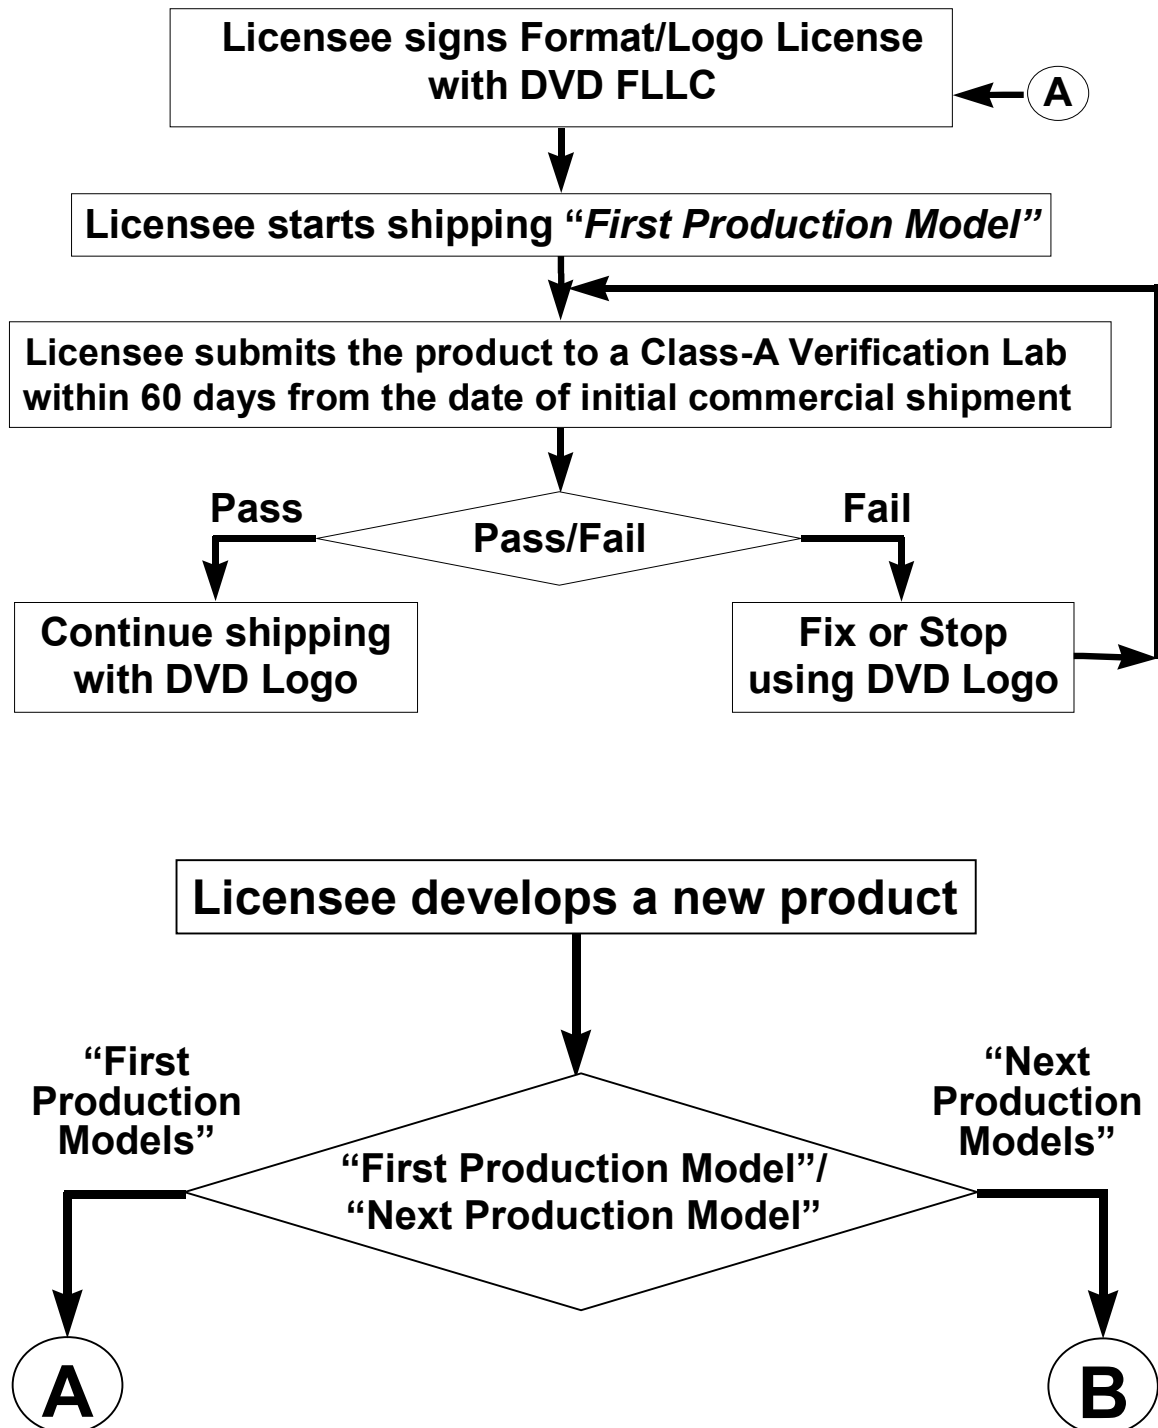 Licensee signs Format/Logo License
with DVD FLLC
A
Licensee starts shipping “First Production Model”
Licensee submits the product to a Class-A Verification Lab
within 60 days from the date of initial commercial shipment
Pass
Fail
Pass/Fail
Continue shipping
with DVD Logo
Fix or Stop
using DVD Logo
Licensee develops a new product
“First
Production
Models”
“Next
Production
Models”
“First Production Model”/
“Next Production Model”
A
B